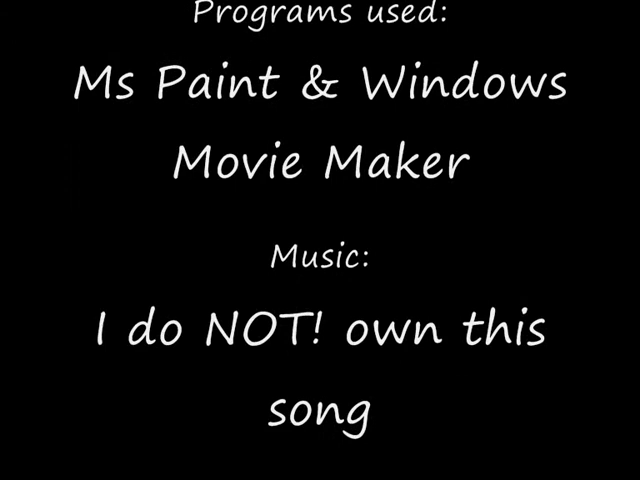 Programs used:
Ms Paint & Windows
Movie Maker
Music:
I do NOT! own this
song